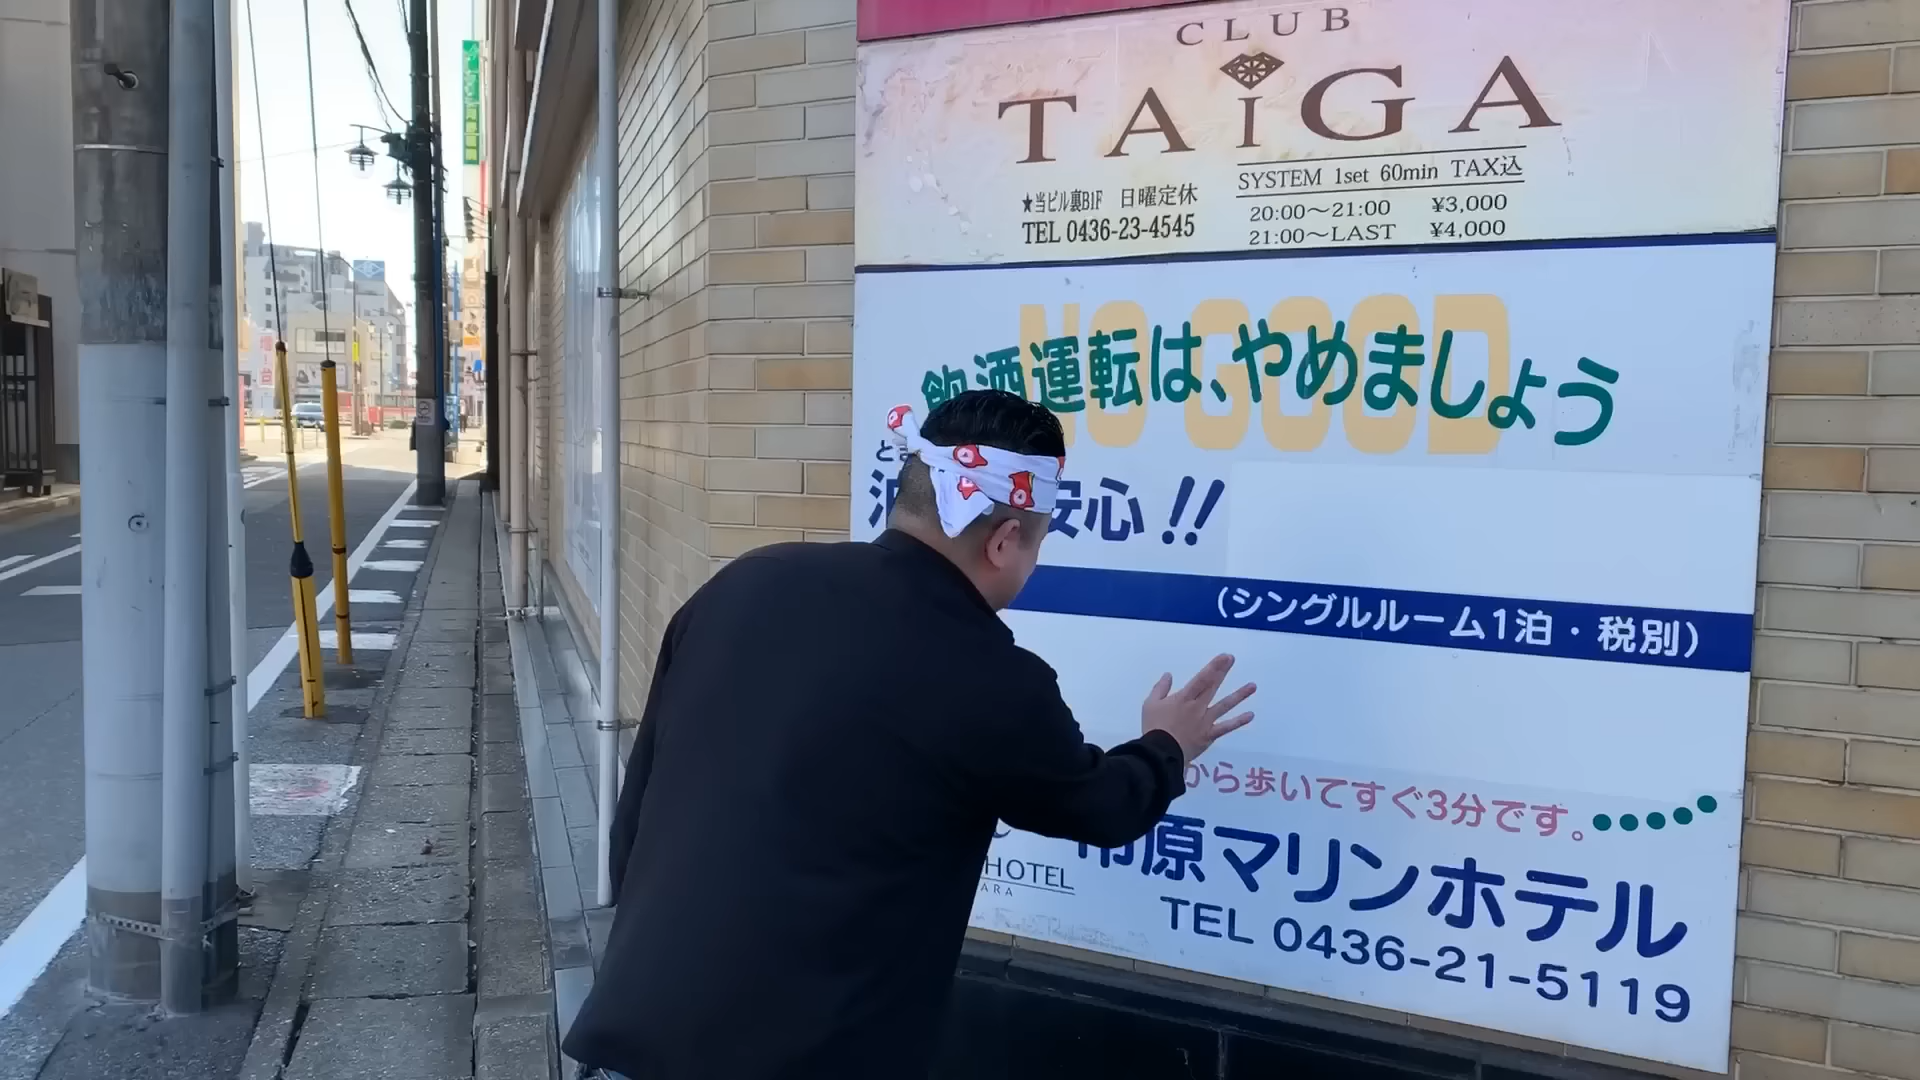 CLUB
TAIGA
★当ビル裏B1F 日曜定休
TEL 0436-23-4545
SYSTEM 1set 60min TAX込
20:00～21:00 ¥3,000
21:00～LAST ¥4,000
NO GOOD
飲酒運転は、やめましょう
安心!!
(シングルルーム1泊・税別)
から歩いてすぐ3分です。
HOTEL
市原マリンホテル
TEL 0436-21-5119